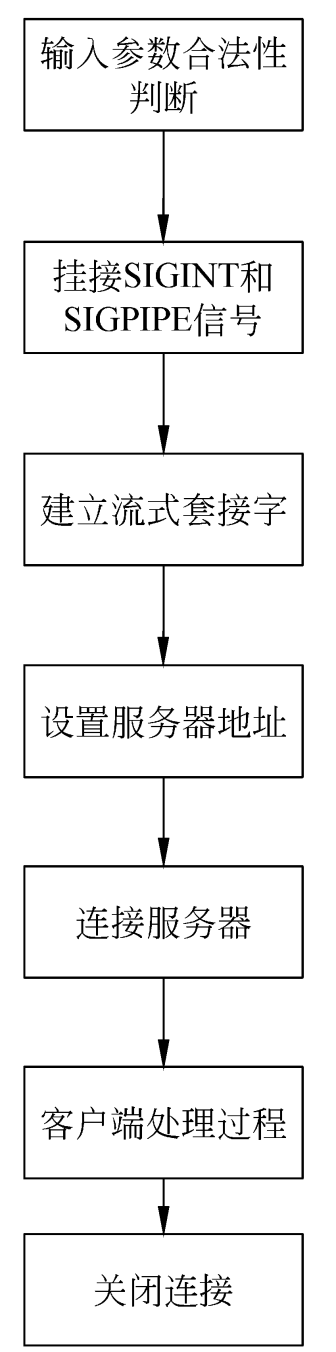 输入参数合法性
判断
挂接SIGINT和
SIGPIPE信号
建立流式套接字
设置服务器地址
连接服务器
客户端处理过程
关闭连接